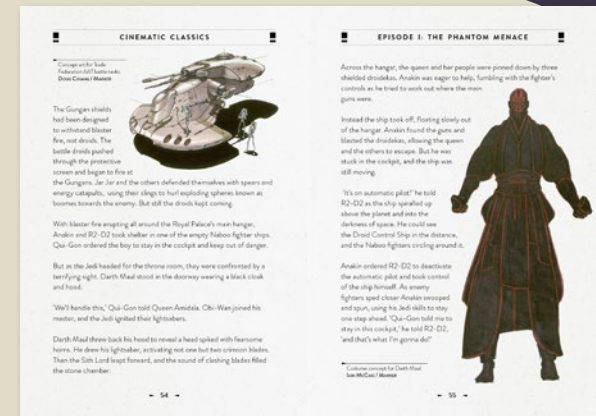 CINEMATIC CLASSICS
Concept art for Trade
Federation AAT battle tanks.
DOUG CHIANG / WARNER
The Gungan shields
had been designed
to withstand blaster
fire, not droids. The
battle droids pushed
through the protective
screen and began to fire at
the Gungans. Jar Jar and the others defended themselves with spears and
energy catapults, using their slings to hurl exploding spheres known as
boomas towards the enemy. But still the droids kept coming.
With blaster fire erupting all around the Royal Palace's main hangar,
Anakin and R2-D2 took shelter in one of the empty Naboo fighter ships.
Qui-Gon ordered the boy to stay in the cockpit and keep out of danger.
But as the Jedi headed for the throne room, they were confronted by a
terrifying sight. Darth Maul stood in the doorway wearing a black cloak
and hood.
'We'll handle this,' Qui-Gon told Queen Amidala. Obi-Wan joined his
master, and the Jedi ignited their lightsabers.
Darth Maul threw back his hood to reveal a head spiked with fearsome
horns. He drew his lightsaber, activating not one but two crimson blades.
Then the Sith Lord leapt forward, and the sound of clashing blades filled
the stone chamber.
54
EPISODE I: THE PHANTOM MENACE
Across the hangar, the queen and her people were pinned down by three
shielded droidekas. Anakin was eager to help, fumbling with the fighter's
controls as he tried to work out where the main
guns were.
Instead the ship took off, floating slowly out
of the hangar. Anakin found the guns and
blasted the droidekas, allowing the queen
and the others to escape. But he was
stuck in the cockpit, and the ship was
still moving.
'It's on automatic pilot!' he told
R2-D2 as the ship spiralled up
above the planet and into the
darkness of space. He could see
the Droid Control Ship in the distance,
and the Naboo fighters circling around it.
Anakin ordered R2-D2 to deactivate
the automatic pilot and took control
of the ship himself. As enemy
fighters sped closer Anakin swooped
and spun, using his Jedi skills to stay
one step ahead. 'Qui-Gon told me to
stay in this cockpit,' he told R2-D2,
'and that's what I'm gonna do!'
Costume concept for Darth Maul
IAIN MCCAIG /
55